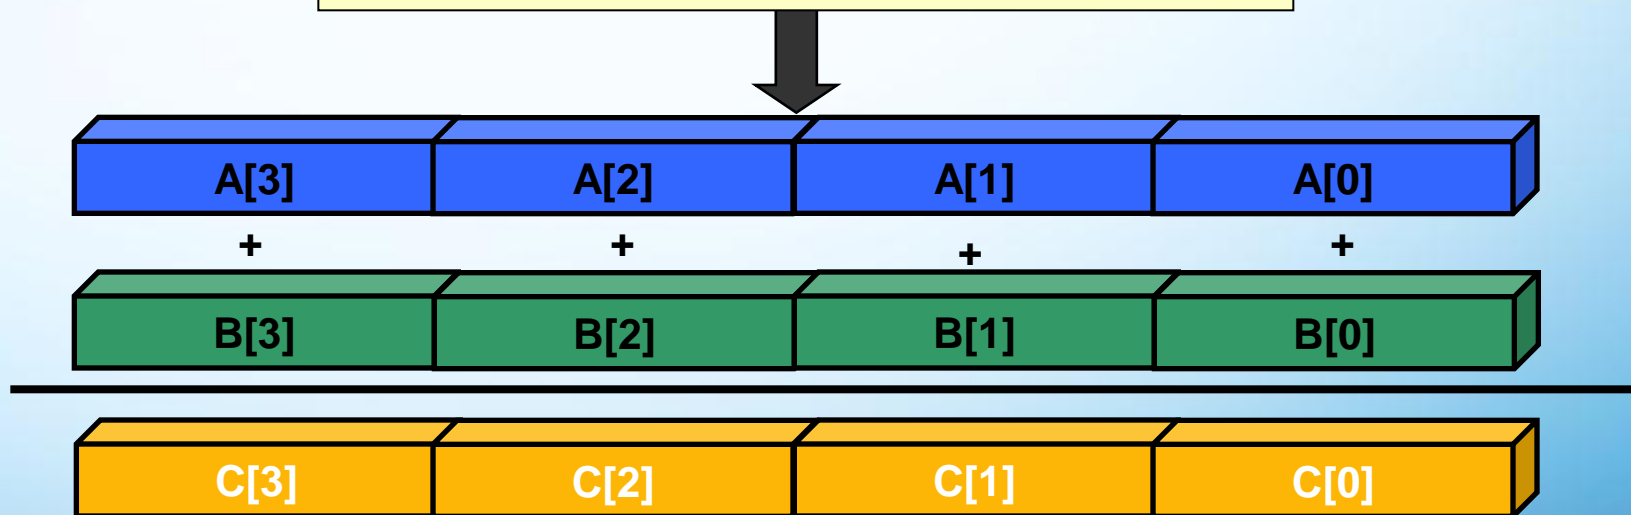 A[3] A[2] A[1] A[0]
+ + + +
B[3] B[2] B[1] B[0]
C[3] C[2] C[1] C[0]